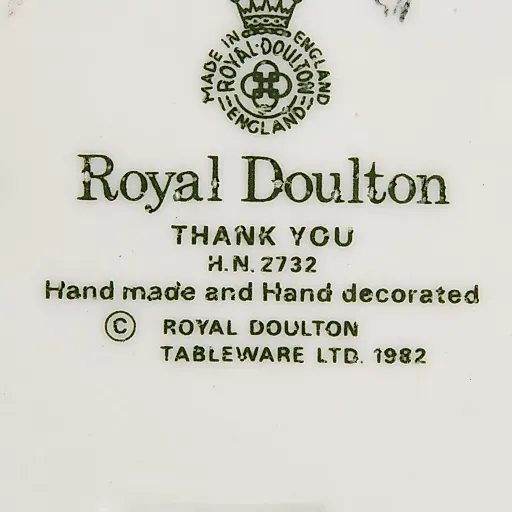 MADE IN ENGLAND
ROYAL·DOULTON
ENGLAND
Royal Doulton
THANK YOU
H.N. 2732
Hand made and Hand decorated
© ROYAL DOULTON
TABLEWARE LTD. 1982